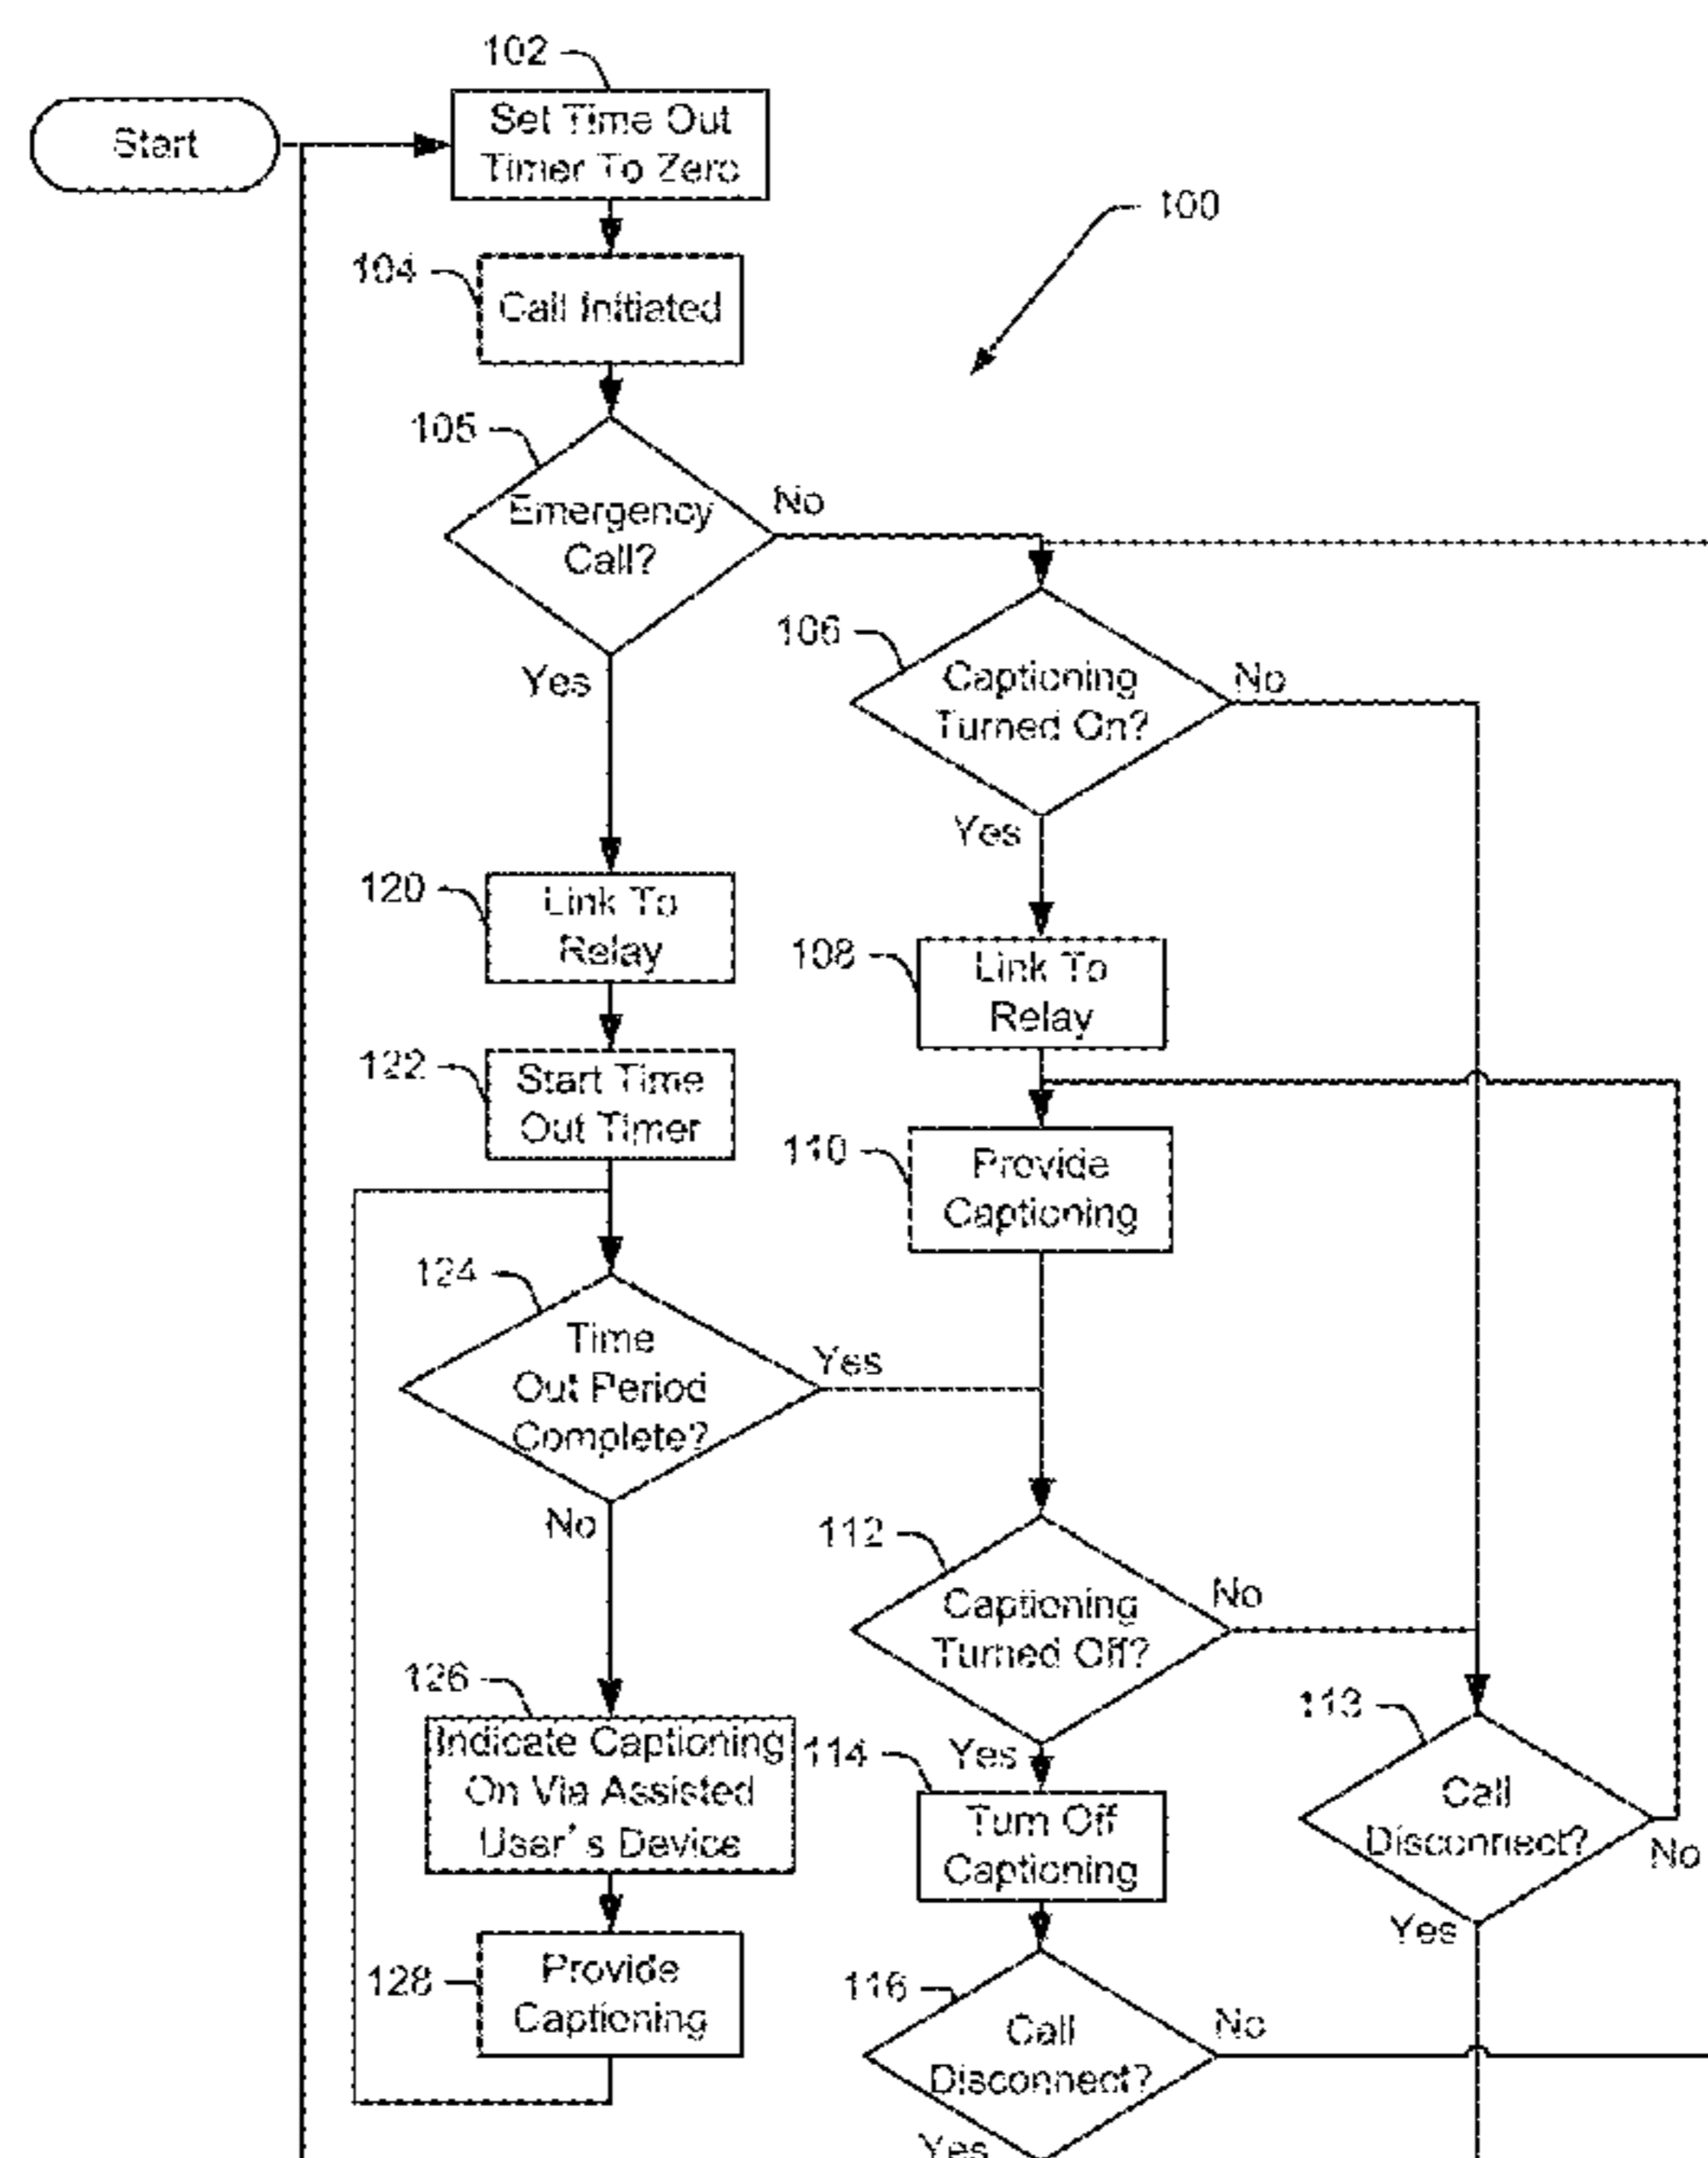 102
Start
Set Time Out
Timer To Zero
100
104
Call Initiated
105
Emergency
Call?
No
Yes
106
Captioning
Turned On?
No
Yes
120
Link To
Relay
108
Link To
Relay
122
Start Time
Out Timer
110
Provide
Captioning
124
Time
Out Period
Complete?
Yes
No
112
Captioning
Turned Off?
No
Yes
126
Indicate Captioning
On Via Assisted
User's Device
114
Turn Off
Captioning
113
Call
Disconnect?
No
Yes
128
Provide
Captioning
116
Call
Disconnect?
No
Yes